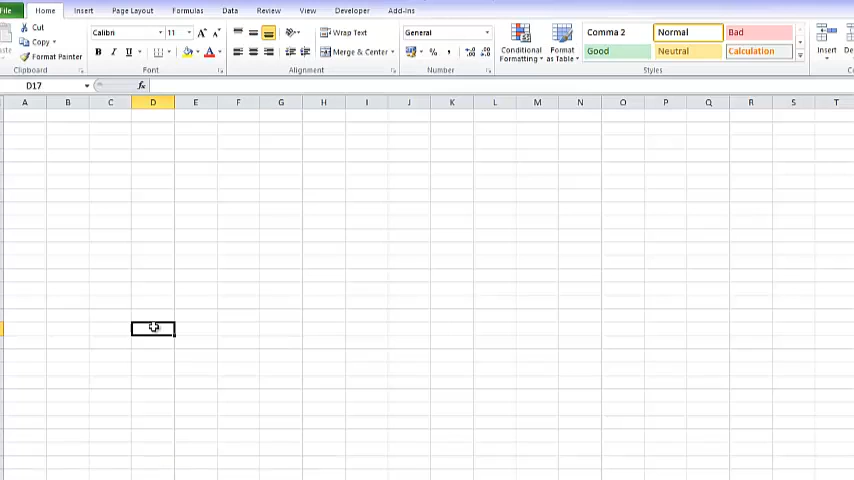 File Home Insert Page Layout Formulas Data Review View Developer Add-Ins
Cut
Copy
Format Painter
Clipboard
Calibri 11 A A
B I U A
Font
Wrap Text
Merge & Center
Alignment
General
% ,
Number
Conditional Formatting
Format as Table
Comma 2 Normal Bad
Good Neutral Calculation
Styles
Insert
D17 fx
A B C D E F G H I J K L M N O P Q R S T